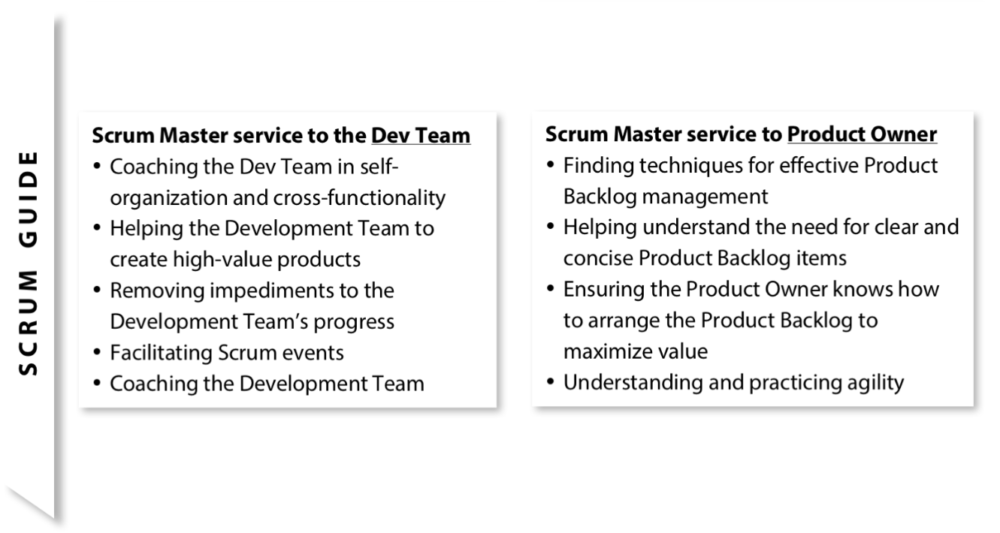 SCRUM GUIDE
Scrum Master service to the Dev Team
• Coaching the Dev Team in self-
organization and cross-functionality
• Helping the Development Team to
create high-value products
• Removing impediments to the
Development Team’s progress
• Facilitating Scrum events
• Coaching the Development Team
Scrum Master service to Product Owner
• Finding techniques for effective Product
Backlog management
• Helping understand the need for clear and
concise Product Backlog items
• Ensuring the Product Owner knows how
to arrange the Product Backlog to
maximize value
• Understanding and practicing agility